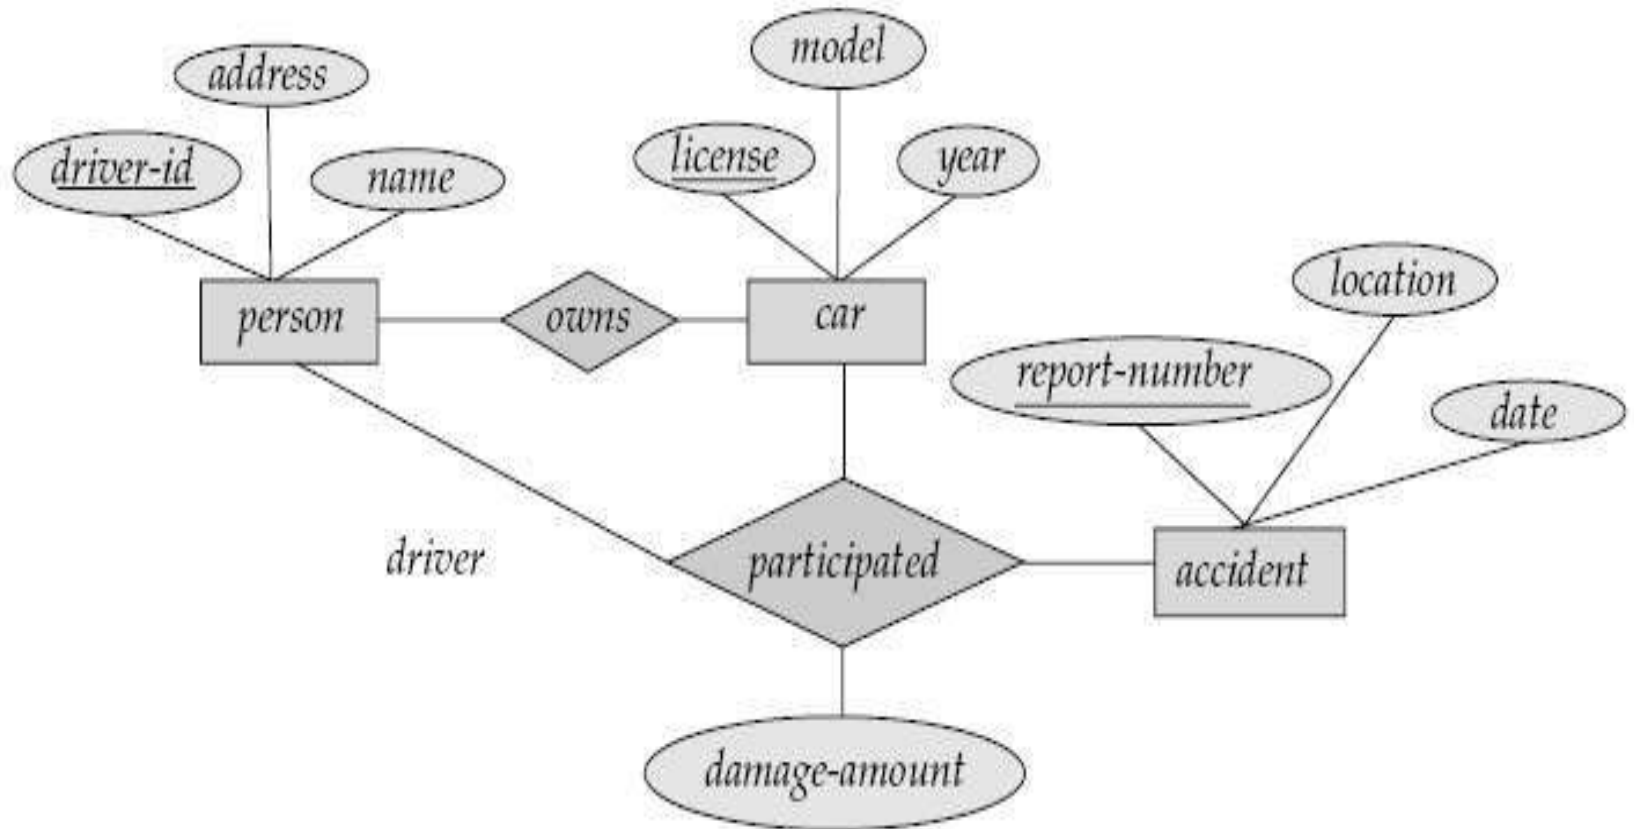 model
address
license
year
driver-id
name
location
person
owns
car
report-number
date
driver
participated
accident
damage-amount